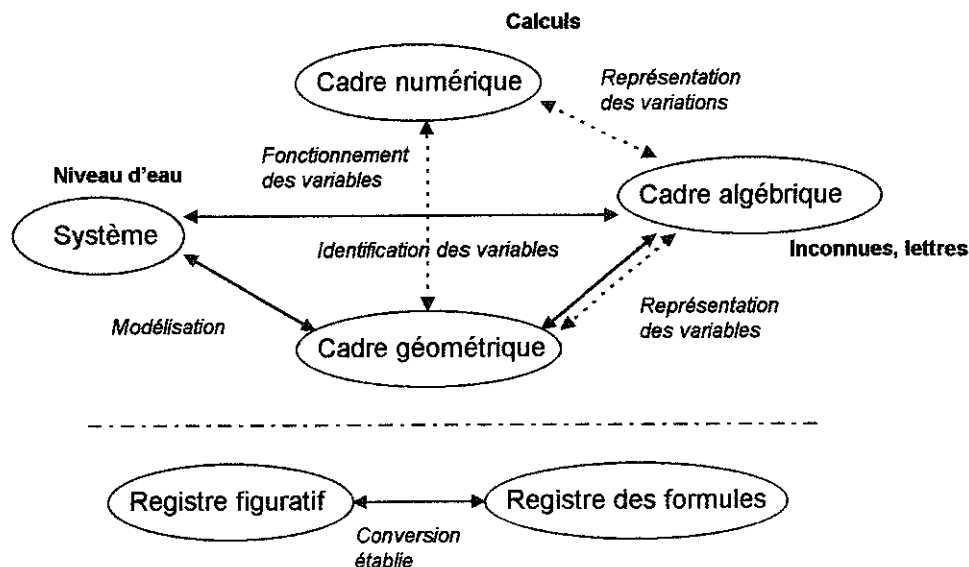 Calculs
Cadre numérique
Représentation
des variations
Fonctionnement
des variables
Niveau d'eau
Cadre algébrique
Système
Identification des variables
Inconnues, lettres
Modélisation
Représentation
des variables
Cadre géométrique
Registre figuratif
Registre des formules
Conversion
établie